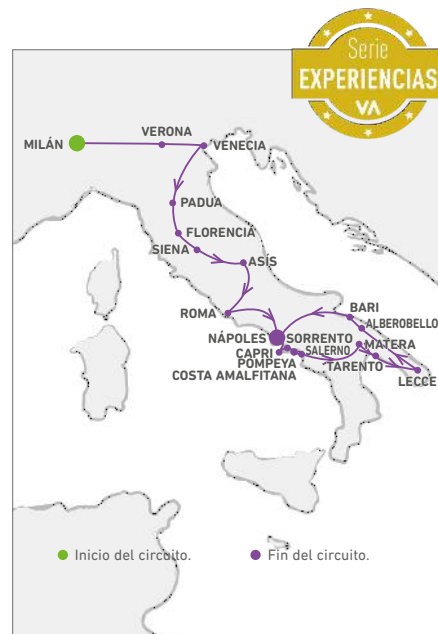 Serie
EXPERIENCIAS
VA
MILÁN
VERONA
VENECIA
PADUA
FLORENCIA
SIENA
ASÍS
ROMA
BARI
ALBEROBELLO
NÁPOLES
SORRENTO
MATERA
CAPRI
SALERNO
POMPEYA
TARENTO
COSTA AMALFITANA
LECCE
Inicio del circuito.
Fin del circuito.